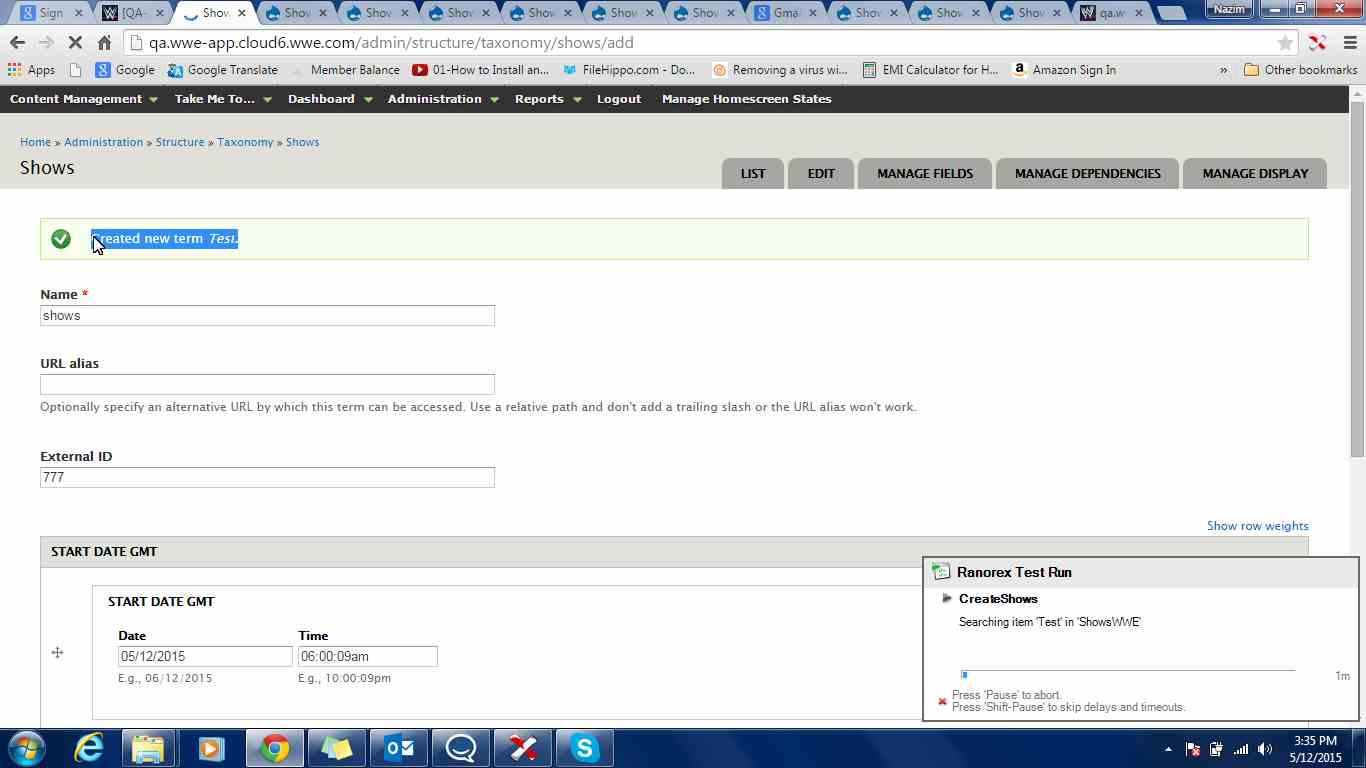 Sign
[QA-
Show
Show
Show
Show
Show
Show
Show
Gmai
Show
Show
Show
qa.w
Nazim
qa.wwe-app.cloud6.wwe.com/admin/structure/taxonomy/shows/add
Apps Google Google Translate Member Balance 01-How to Install an... FileHippo.com - Do... Removing a virus wi... EMI Calculator for H... Amazon Sign In » Other bookmarks
Content Management Take Me To... Dashboard Administration Reports Logout Manage Homescreen States
Home » Administration » Structure » Taxonomy » Shows
Shows
LIST EDIT MANAGE FIELDS MANAGE DEPENDENCIES MANAGE DISPLAY
Created new term Test.
Name *
shows
URL alias
Optionally specify an alternative URL by which this term can be accessed. Use a relative path and don't add a trailing slash or the URL alias won't work.
External ID
777
Show row weights
START DATE GMT
START DATE GMT
Date Time
05/12/2015 06:00:09am
E.g., 06/12/2015 E.g., 10:00:09pm
Ranorex Test Run
CreateShows
Searching item 'Test' in 'ShowsWWE'
1m
Press 'Pause' to abort.
Press 'Shift-Pause' to skip delays and timeouts.
3:35 PM
5/12/2015